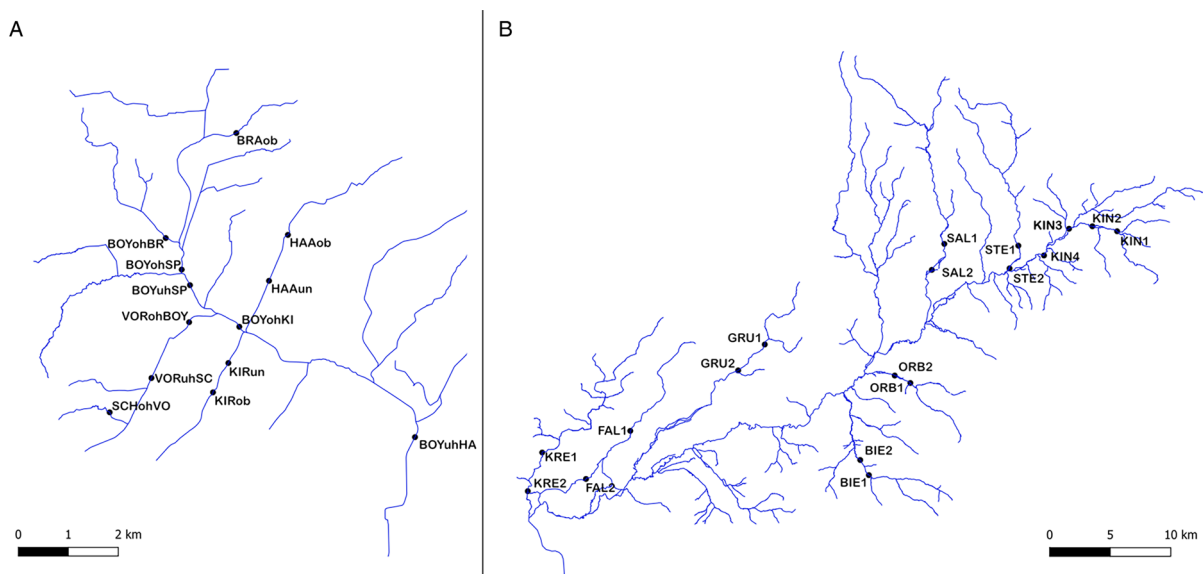 A
BRAob
BOYohBR
HAAob
BOYohSP
BOYuhSP
HAAun
VORohBOY
BOYohKI
KIRun
VORuhSC
KIRob
SCHohVO
BOYuhHA
0 1 2 km
B
SAL1
SAL2
STE1
STE2
KIN3
KIN2
KIN1
KIN4
GRU1
GRU2
ORB2
ORB1
FAL1
FAL2
KRE1
KRE2
BIE2
BIE1
0 5 10 km